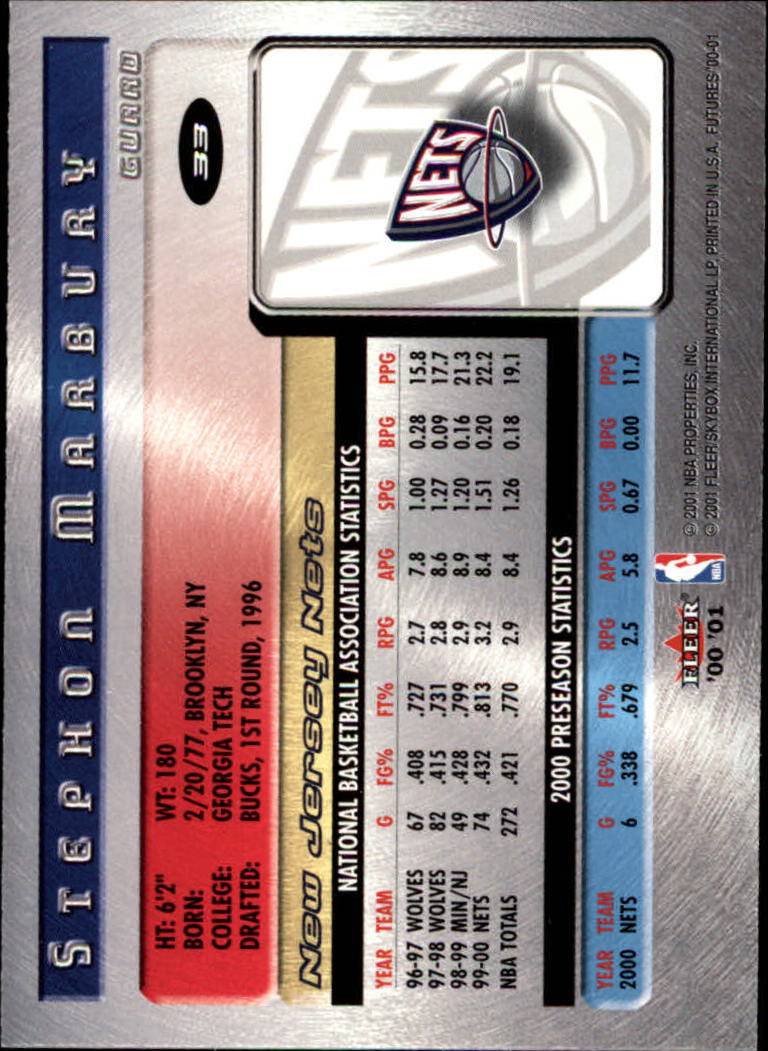 STEPHON MARBURY
GUARD
33
HT: 6'2" WT: 180
BORN: 2/20/77, BROOKLYN, NY
COLLEGE: GEORGIA TECH
DRAFTED: BUCKS, 1ST ROUND, 1996
NETS
NETS
New Jersey Nets
NATIONAL BASKETBALL ASSOCIATION STATISTICS
YEAR TEAM G FG% FT% RPG APG SPG BPG PPG
96-97 WOLVES 67 .408 .727 2.7 7.8 1.00 0.28 15.8
97-98 WOLVES 82 .415 .731 2.8 8.6 1.27 0.09 17.7
98-99 MIN/NJ 49 .428 .799 2.9 8.9 1.20 0.16 21.3
99-00 NETS 74 .432 .813 3.2 8.4 1.51 0.20 22.2
NBA TOTALS 272 .421 .770 2.9 8.4 1.26 0.18 19.1
2000 PRESEASON STATISTICS
YEAR TEAM G FG% FT% RPG APG SPG BPG PPG
2000 NETS 6 .338 .679 2.5 5.8 0.67 0.00 11.7
FLEER®
'00 '01
NBA
© 2001 NBA PROPERTIES, INC.
© 2001 FLEER/SKYBOX INTERNATIONAL LP, PRINTED IN U.S.A. FUTURES '00-01